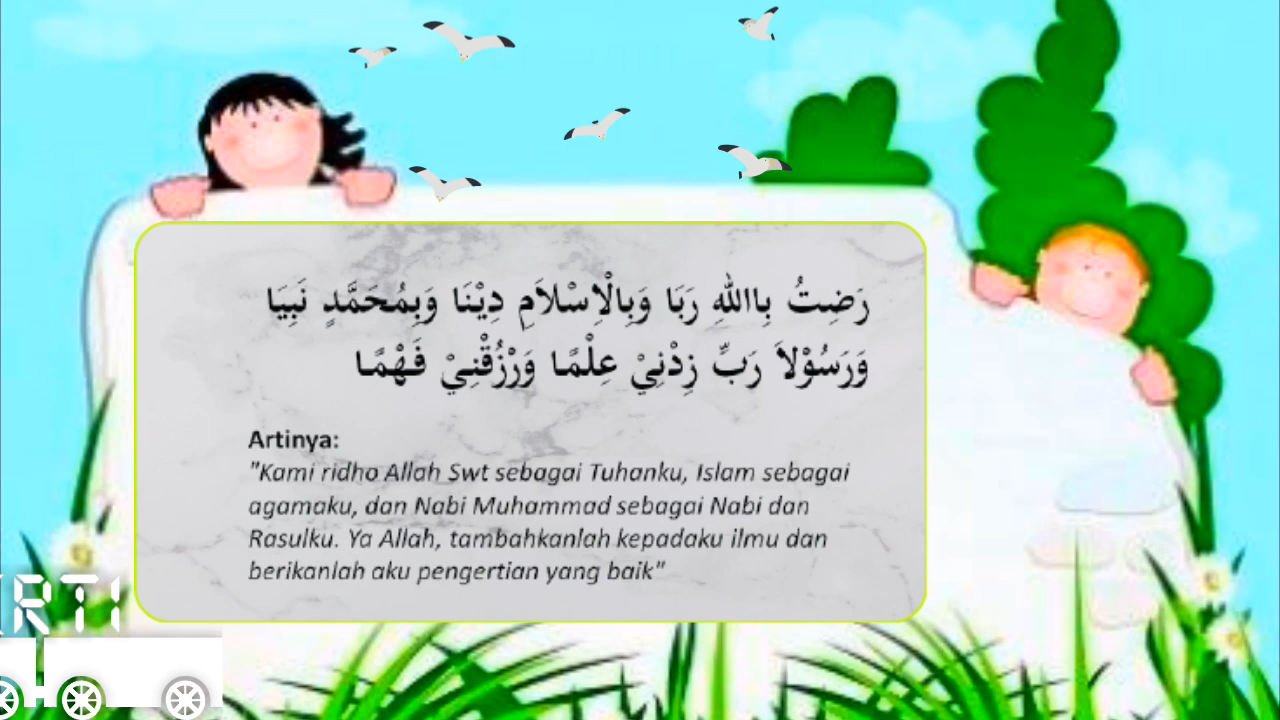 رَضِتُ بِااللهِ رَبَا وَبِالْاِسْلاَمِ دِيْنَا وَبِمُحَمَّدٍ نَبِيَا
وَرَسُوْلاَ رَبِّ زِدْنِيْ عِلْمًا وَرْزُقْنِيْ فَهْمًا
Artinya:
"Kami ridho Allah Swt sebagai Tuhanku, Islam sebagai
agamaku, dan Nabi Muhammad sebagai Nabi dan
Rasulku. Ya Allah, tambahkanlah kepadaku ilmu dan
berikanlah aku pengertian yang baik"